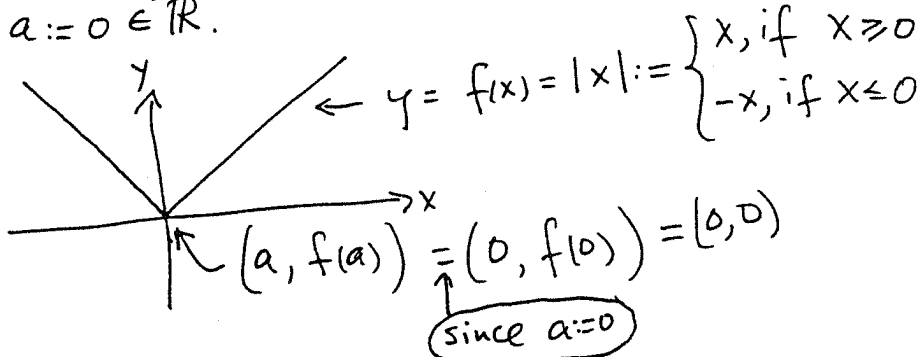 a := 0 ∈ ℝ.
y
← y = f(x) = |x| := { x, if x ⩾ 0
-x, if x ≤ 0
x
(a, f(a)) = (0, f(0)) = (0,0)
since a:=0